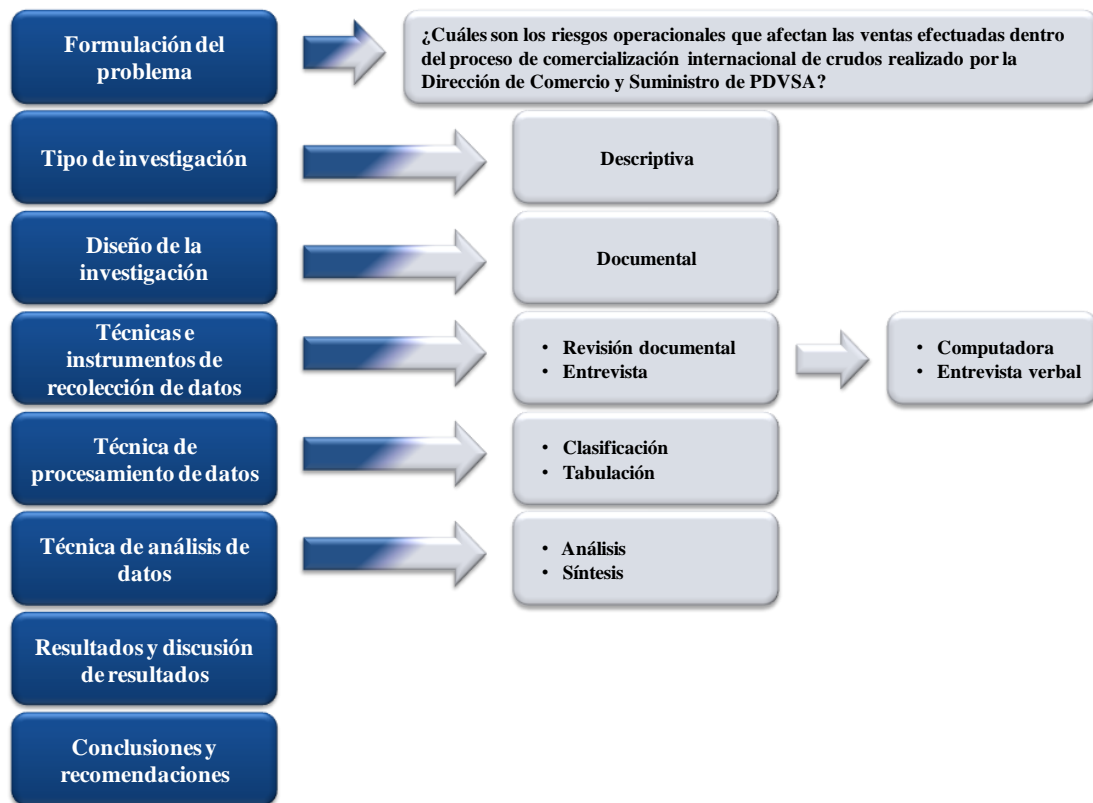 Formulación del
problema
¿Cuáles son los riesgos operacionales que afectan las ventas efectuadas dentro
del proceso de comercialización internacional de crudos realizado por la
Dirección de Comercio y Suministro de PDVSA?
Tipo de investigación
Descriptiva
Diseño de la
investigación
Documental
Técnicas e
instrumentos de
recolección de datos
• Revisión documental
• Entrevista
• Computadora
• Entrevista verbal
Técnica de
procesamiento de datos
• Clasificación
• Tabulación
Técnica de análisis de
datos
• Análisis
• Síntesis
Resultados y discusión
de resultados
Conclusiones y
recomendaciones